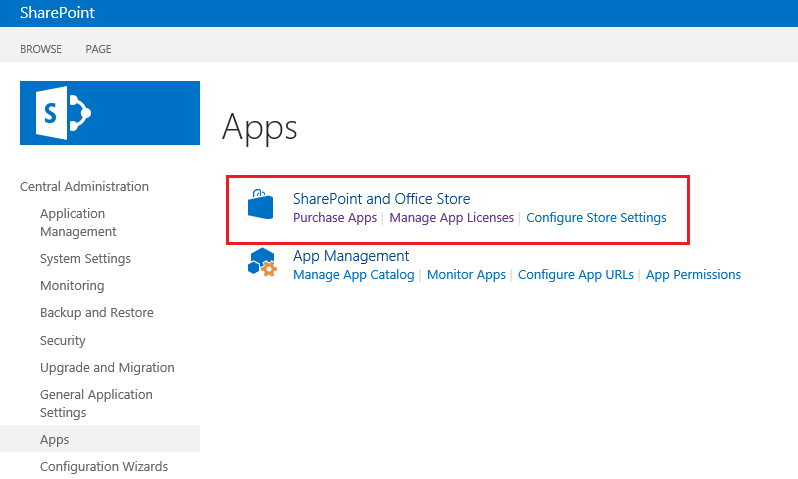 SharePoint
BROWSE PAGE
S
Apps
Central Administration
Application
Management
System Settings
Monitoring
Backup and Restore
Security
Upgrade and Migration
General Application
Settings
Apps
Configuration Wizards
SharePoint and Office Store
Purchase Apps | Manage App Licenses | Configure Store Settings
App Management
Manage App Catalog | Monitor Apps | Configure App URLs | App Permissions